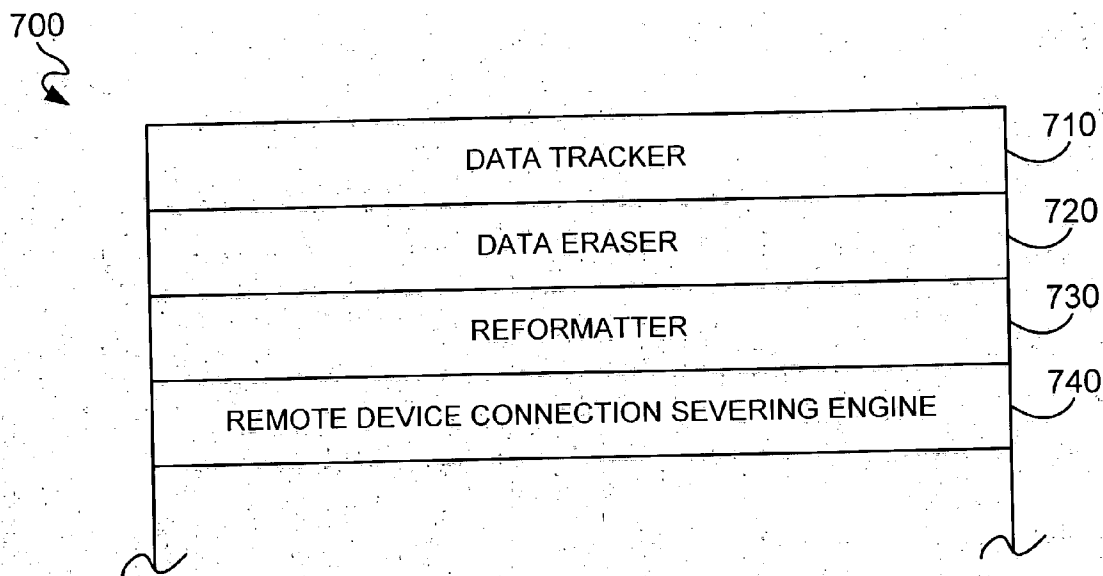 700
DATA TRACKER 710
DATA ERASER 720
REFORMATTER 730
REMOTE DEVICE CONNECTION SEVERING ENGINE 740